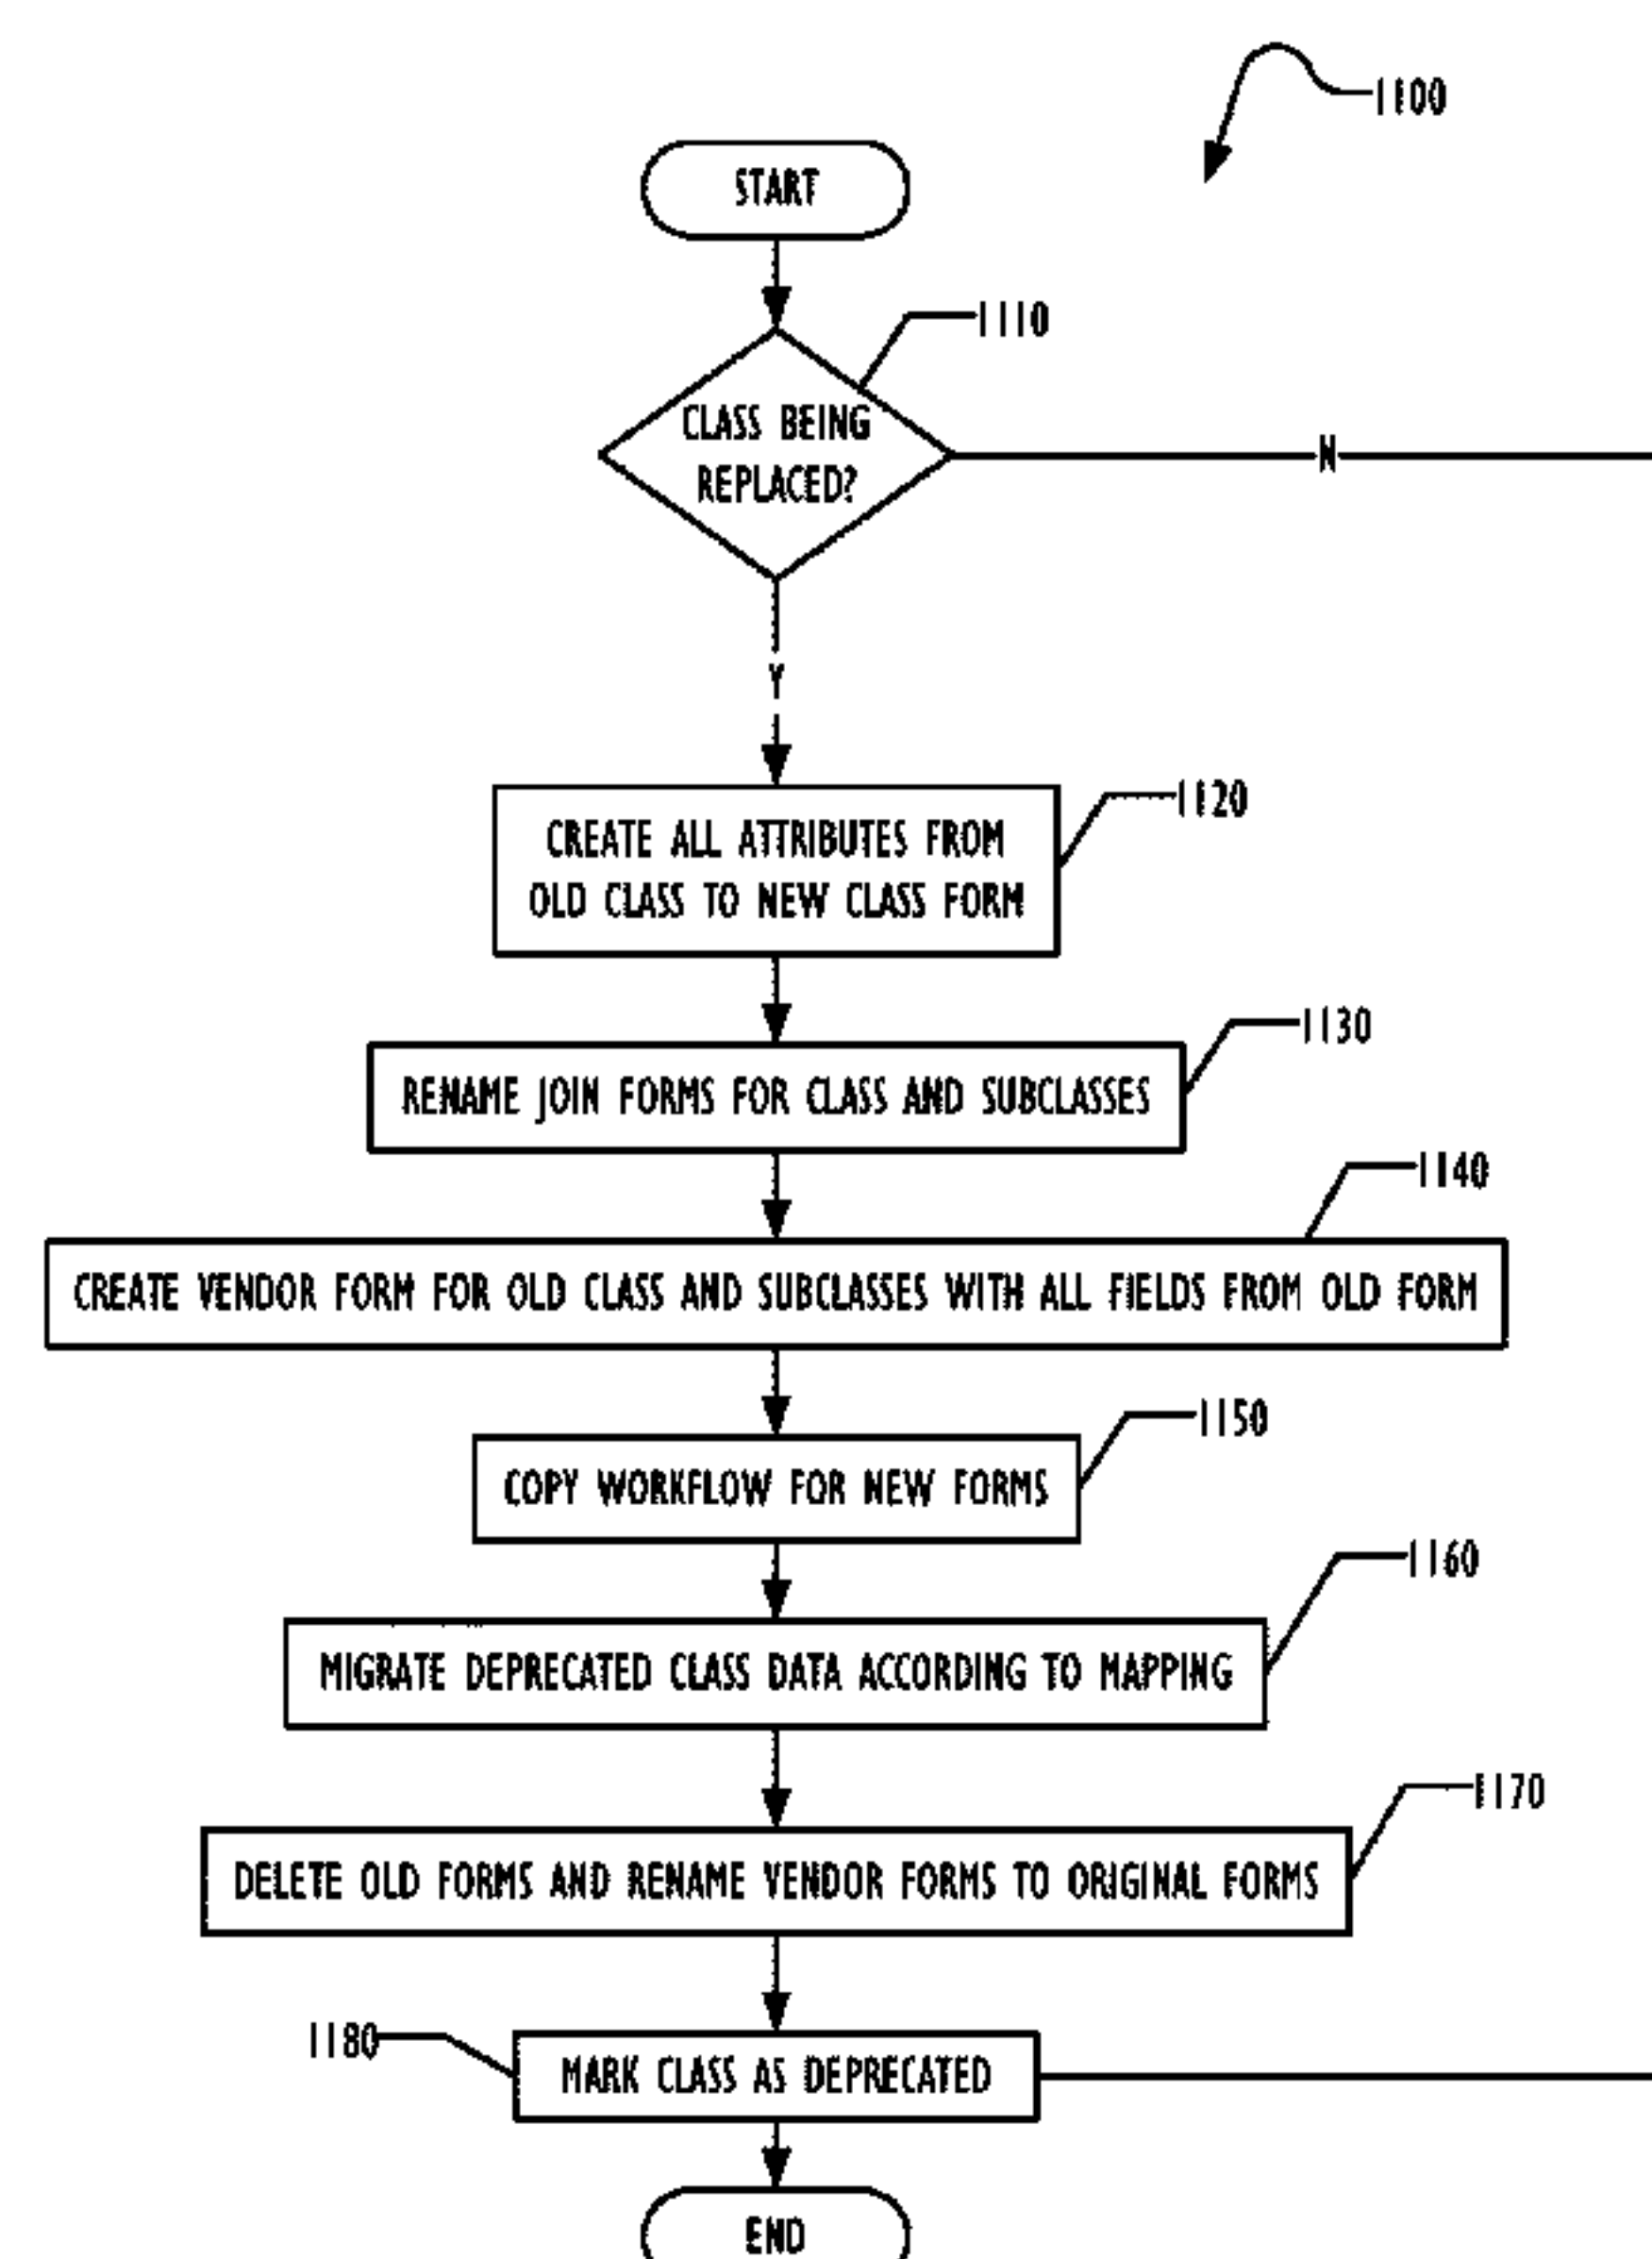 1100
START
1110
CLASS BEING
REPLACED?
N
Y
1120
CREATE ALL ATTRIBUTES FROM
OLD CLASS TO NEW CLASS FORM
1130
RENAME JOIN FORMS FOR CLASS AND SUBCLASSES
1140
CREATE VENDOR FORM FOR OLD CLASS AND SUBCLASSES WITH ALL FIELDS FROM OLD FORM
1150
COPY WORKFLOW FOR NEW FORMS
1160
MIGRATE DEPRECATED CLASS DATA ACCORDING TO MAPPING
1170
DELETE OLD FORMS AND RENAME VENDOR FORMS TO ORIGINAL FORMS
1180
MARK CLASS AS DEPRECATED
END